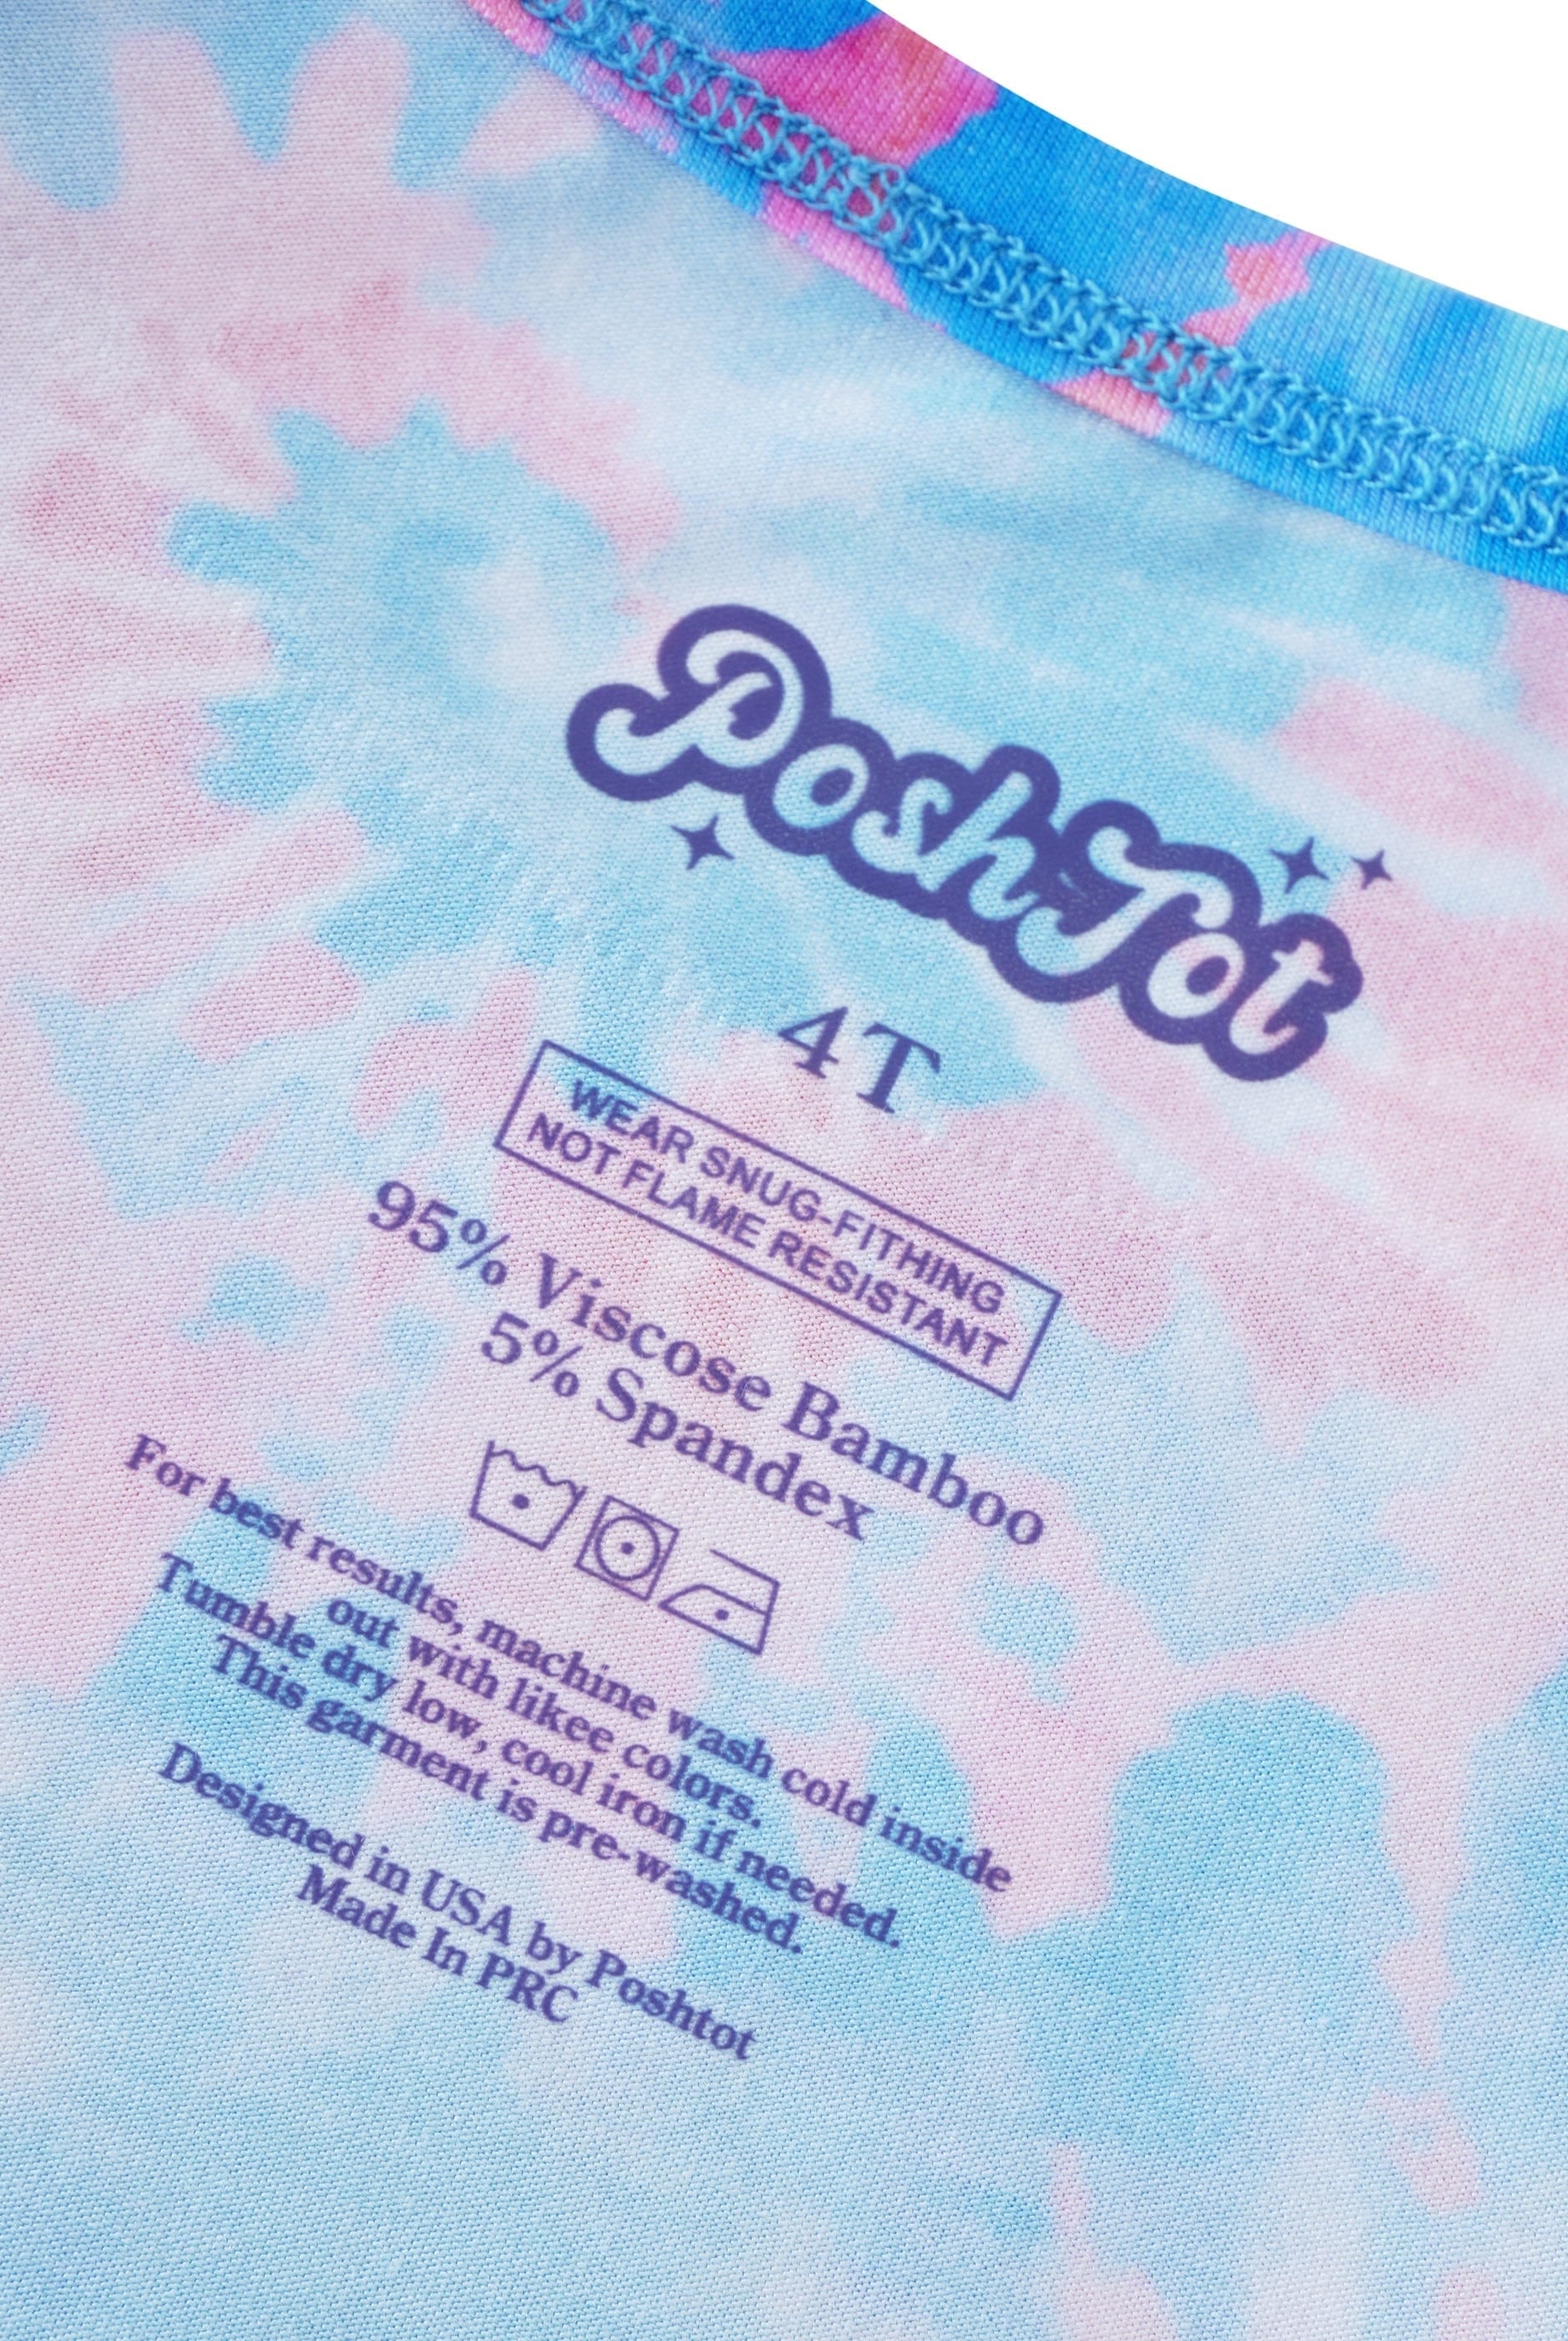 PoshTot
4T
WEAR SNUG-FITHING
NOT FLAME RESISTANT
95% Viscose Bamboo
5% Spandex
For best results, machine wash cold inside
out with likee colors.
Tumble dry low, cool iron if needed.
This garment is pre-washed.
Designed in USA by Poshtot
Made In PRC